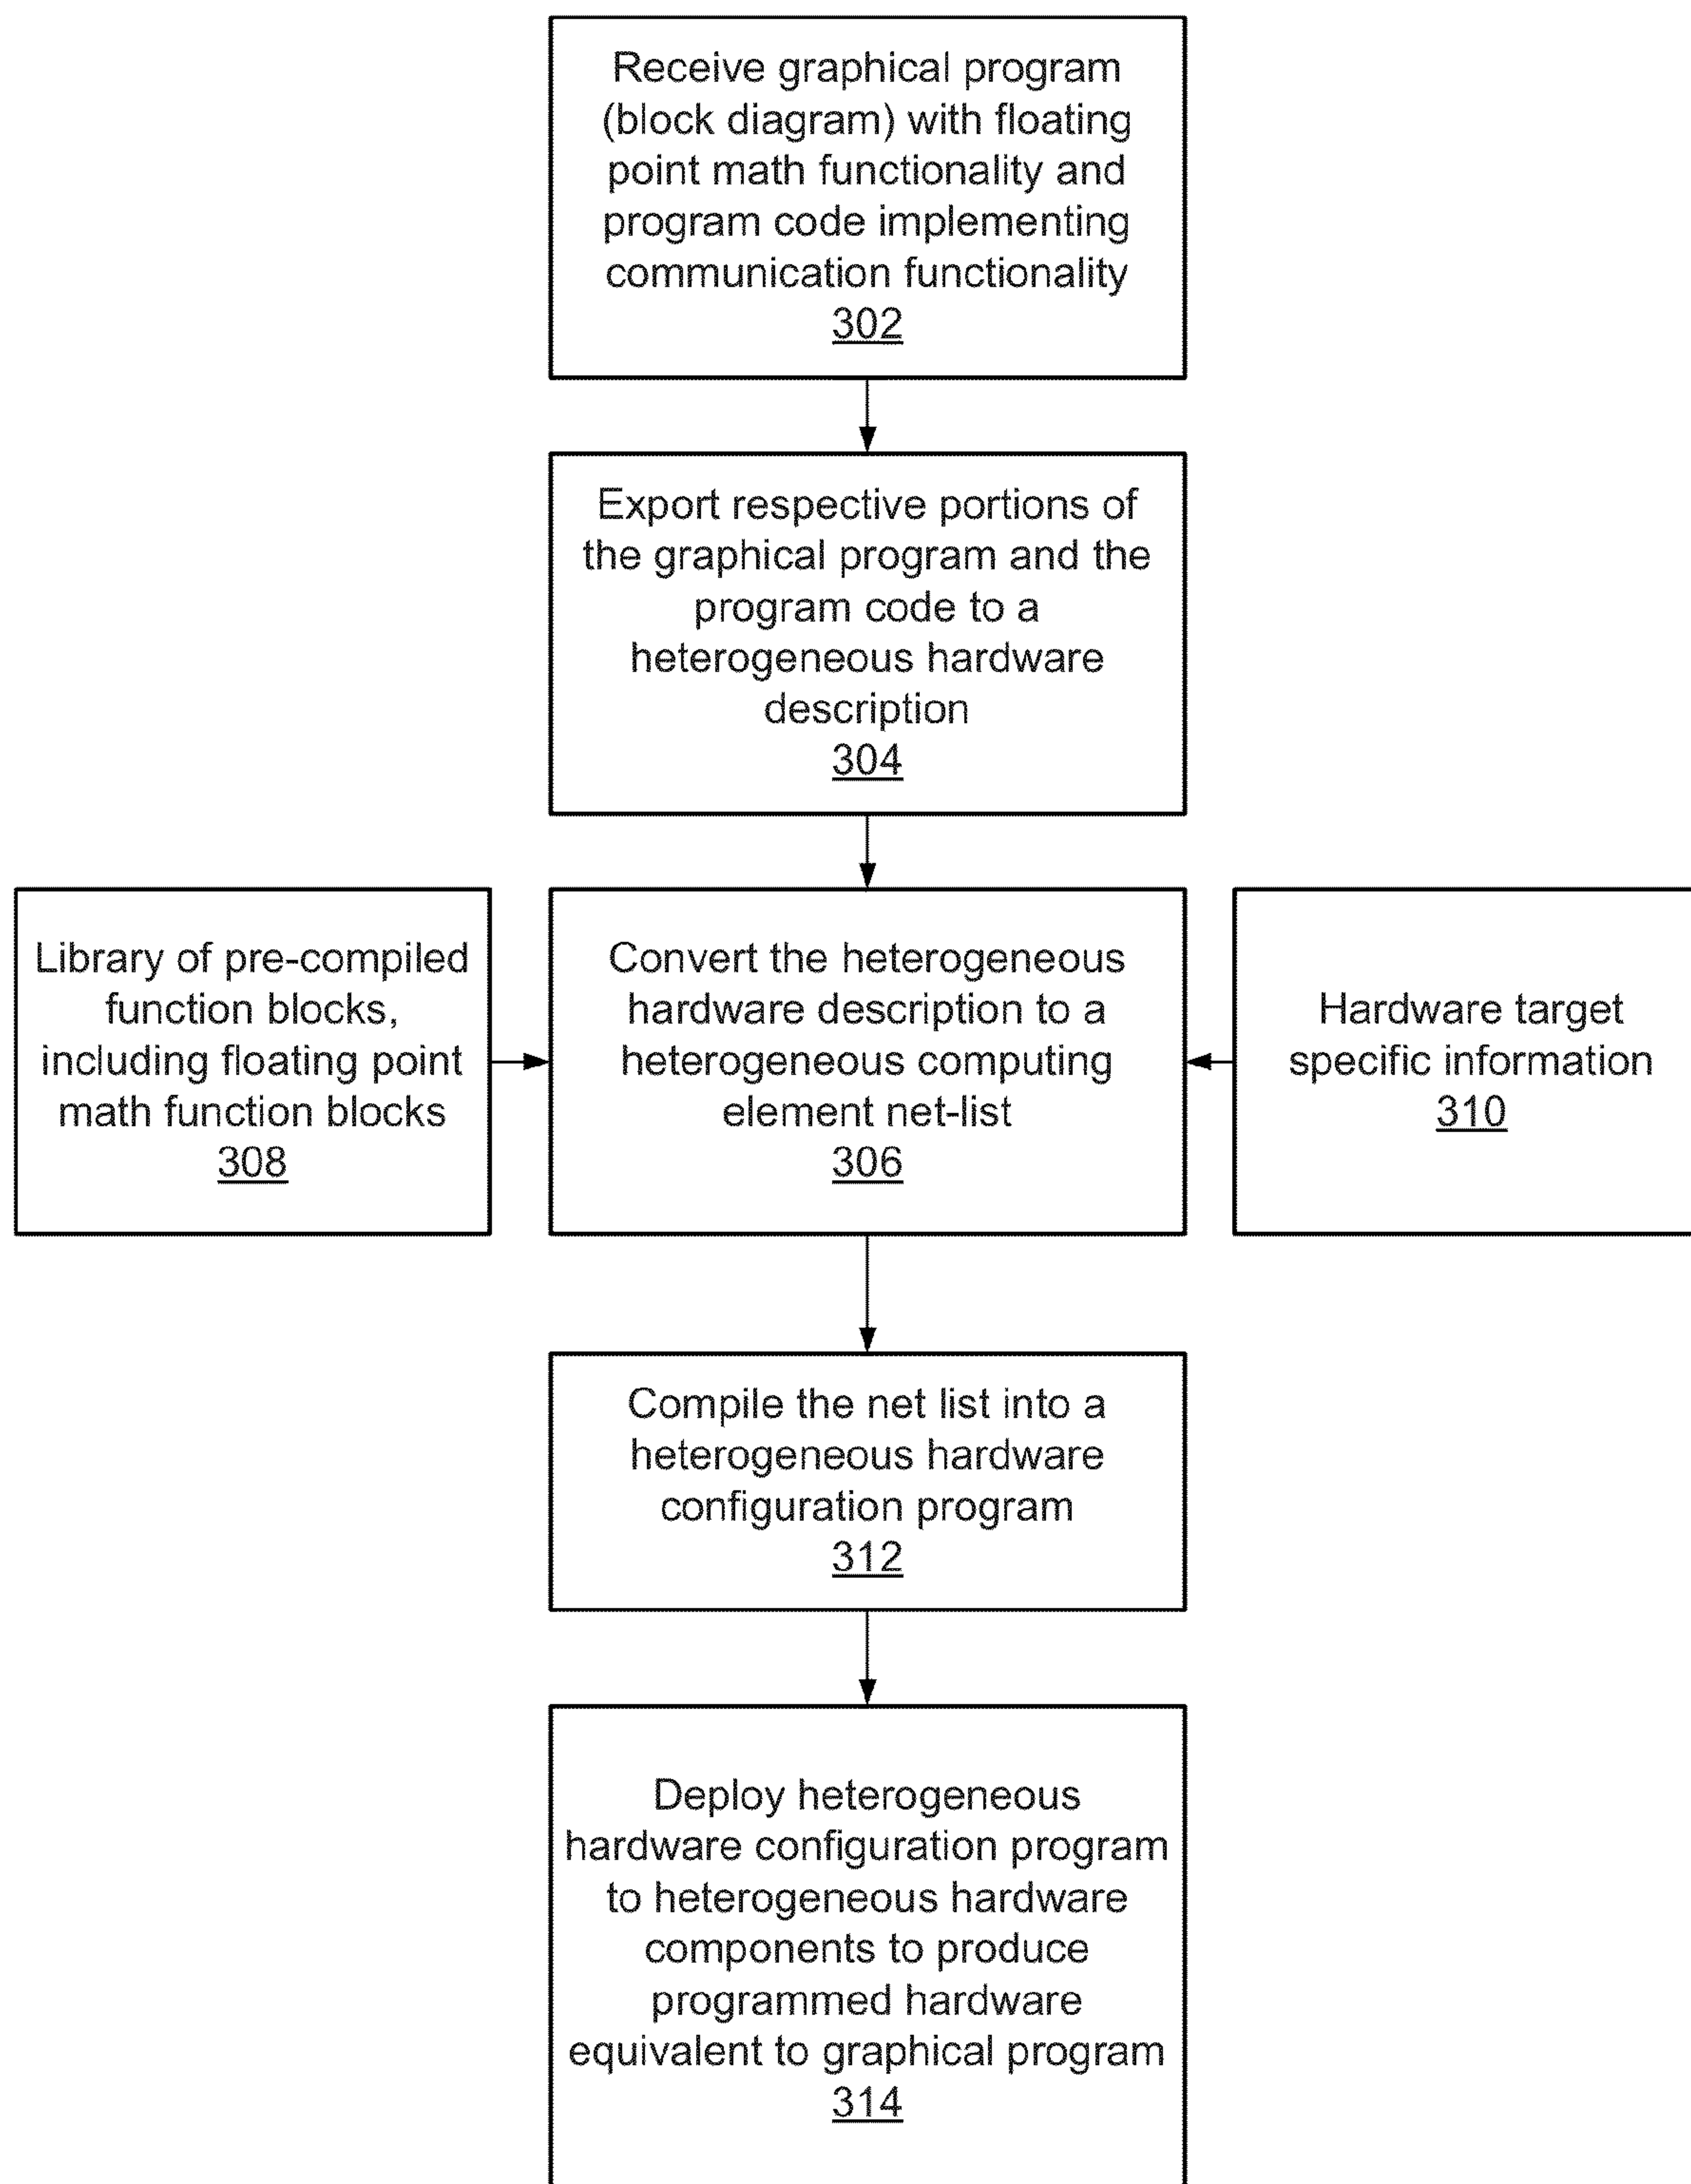 Receive graphical program
(block diagram) with floating
point math functionality and
program code implementing
communication functionality
302
Export respective portions of
the graphical program and the
program code to a
heterogeneous hardware
description
304
Library of pre-compiled
function blocks,
including floating point
math function blocks
308
Convert the heterogeneous
hardware description to a
heterogeneous computing
element net-list
306
Hardware target
specific information
310
Compile the net list into a
heterogeneous hardware
configuration program
312
Deploy heterogeneous
hardware configuration program
to heterogeneous hardware
components to produce
programmed hardware
equivalent to graphical program
314